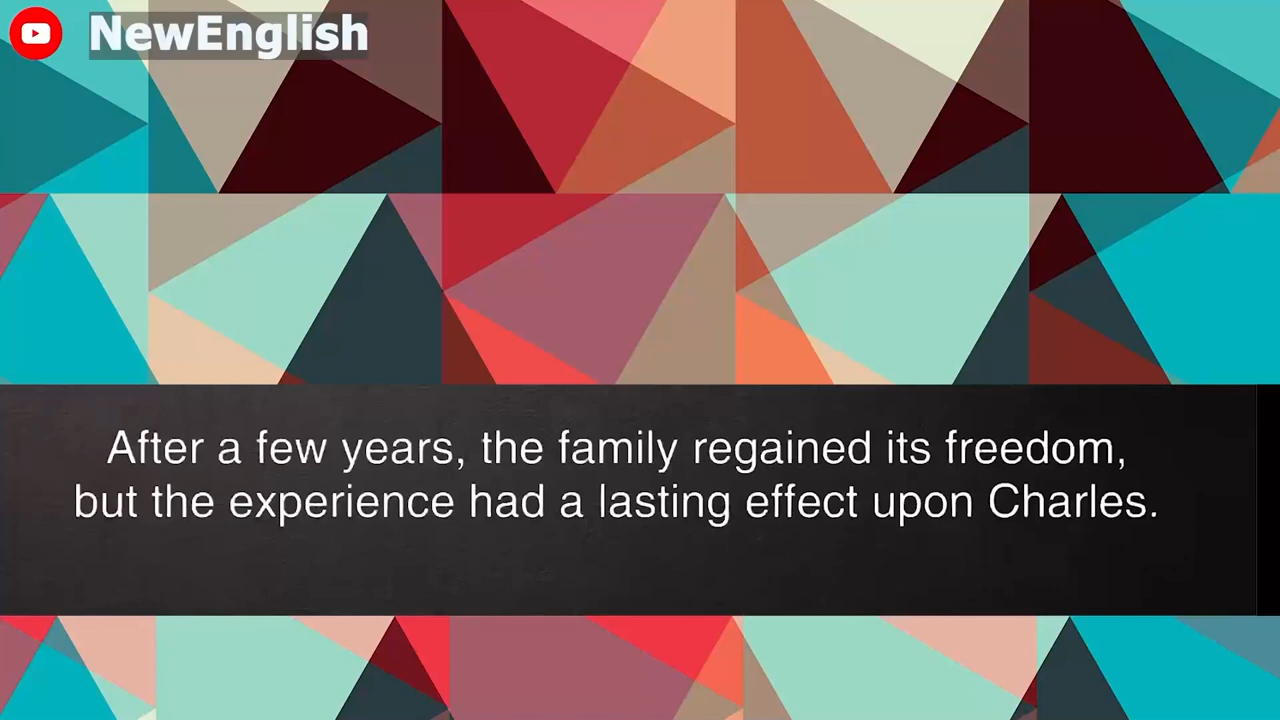 NewEnglish
After a few years, the family regained its freedom,
but the experience had a lasting effect upon Charles.